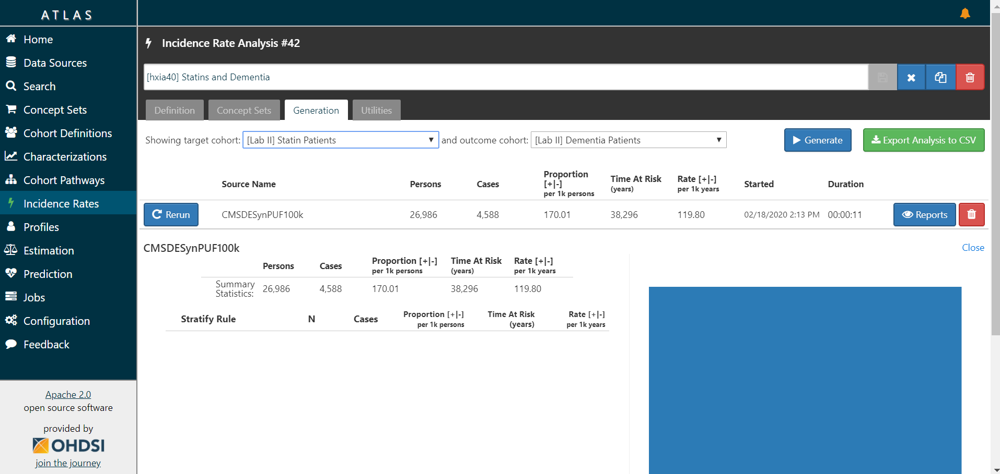 ATLAS
Home
Data Sources
Search
Concept Sets
Cohort Definitions
Characterizations
Cohort Pathways
Incidence Rates
Profiles
Estimation
Prediction
Jobs
Configuration
Feedback
Apache 2.0
open source software
provided by
OHDSI
join the journey
Incidence Rate Analysis #42
[hxia40] Statins and Dementia
Definition Concept Sets Generation Utilities
Showing target cohort: [Lab II] Statin Patients and outcome cohort: [Lab II] Dementia Patients Generate Export Analysis to CSV
Source Name Persons Cases Proportion [+|-] per 1k persons Time At Risk (years) Rate [+|-] per 1k years Started Duration
Rerun CMSDESynPUF100k 26,986 4,588 170.01 38,296 119.80 02/18/2020 2:13 PM 00:00:11 Reports
CMSDESynPUF100k Close
Persons Cases Proportion [+|-] per 1k persons Time At Risk (years) Rate [+|-] per 1k years
Summary Statistics: 26,986 4,588 170.01 38,296 119.80
Stratify Rule N Cases Proportion [+|-] per 1k persons Time At Risk (years) Rate [+|-] per 1k years